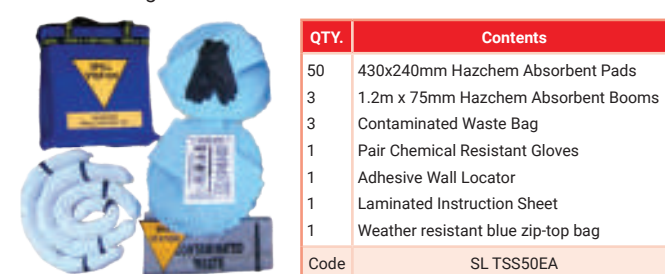 SPILL
STATION
CONTAMINATED
WASTE
QTY. Contents
50 430x240mm Hazchem Absorbent Pads
3 1.2m x 75mm Hazchem Absorbent Booms
3 Contaminated Waste Bag
1 Pair Chemical Resistant Gloves
1 Adhesive Wall Locator
1 Laminated Instruction Sheet
1 Weather resistant blue zip-top bag
Code SL TSS50EA